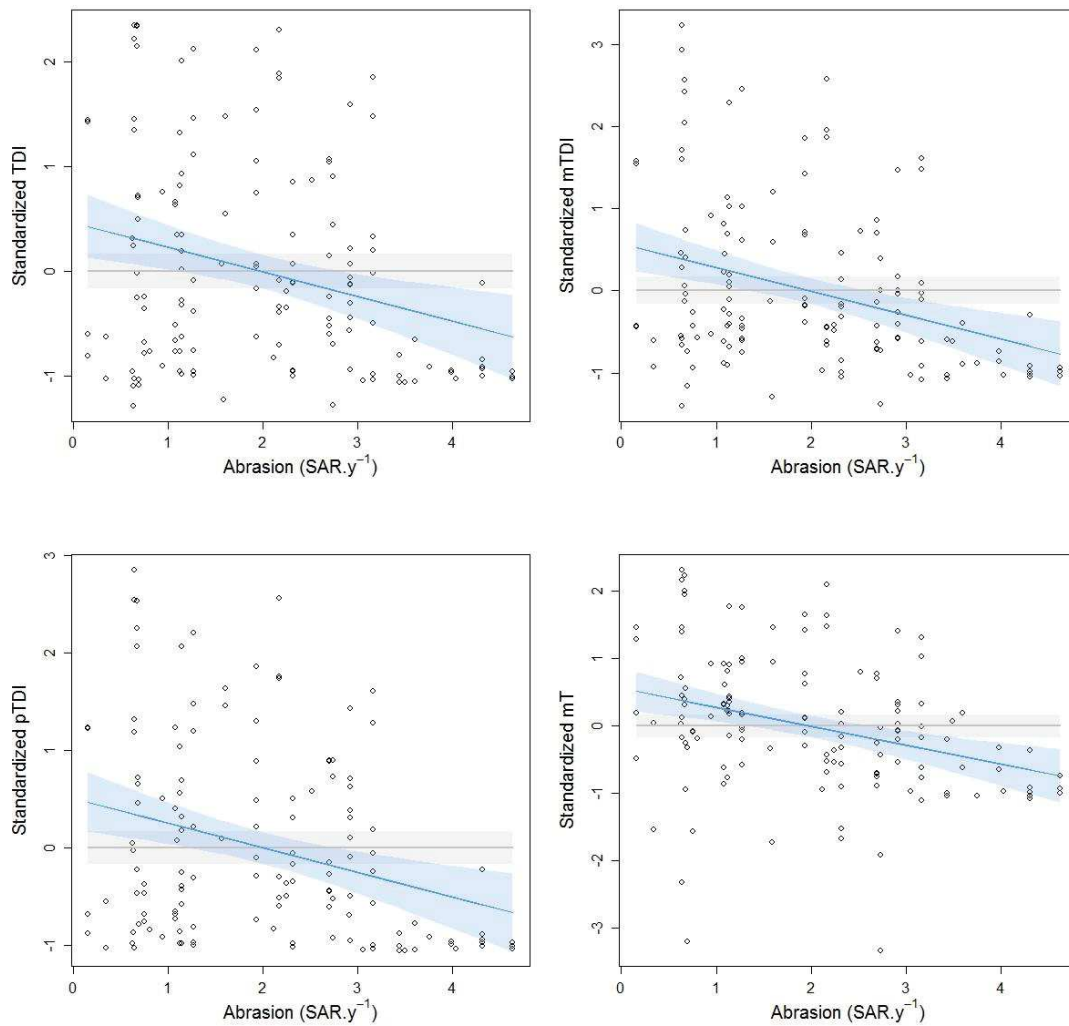 Standardized TDI
2
1
0
-1
0 1 2 3 4
Abrasion (SAR.y⁻¹)
Standardized mTDI
3
2
1
0
-1
0 1 2 3 4
Abrasion (SAR.y⁻¹)
Standardized pTDI
3
2
1
0
-1
0 1 2 3 4
Abrasion (SAR.y⁻¹)
Standardized mT
2
1
0
-1
-2
-3
0 1 2 3 4
Abrasion (SAR.y⁻¹)